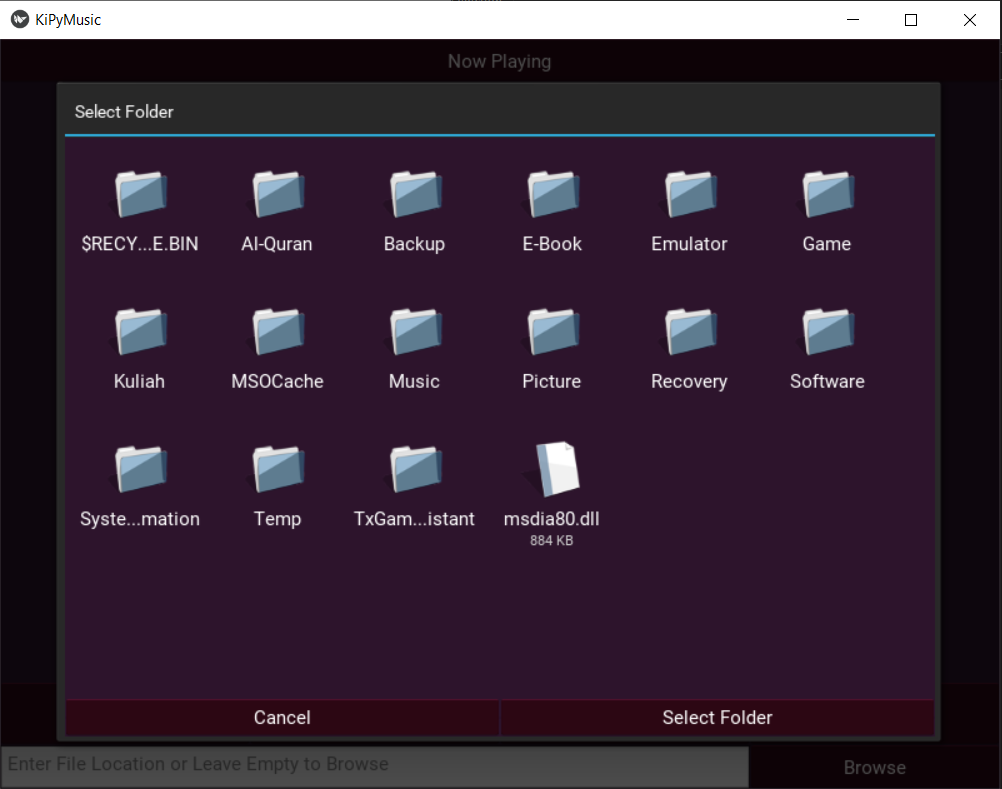 KiPyMusic
Now Playing
Select Folder
$RECY...E.BIN Al-Quran Backup E-Book Emulator Game
Kuliah MSOCache Music Picture Recovery Software
Syste...mation Temp TxGam...istant msdia80.dll
884 KB
Cancel Select Folder
Enter File Location or Leave Empty to Browse Browse